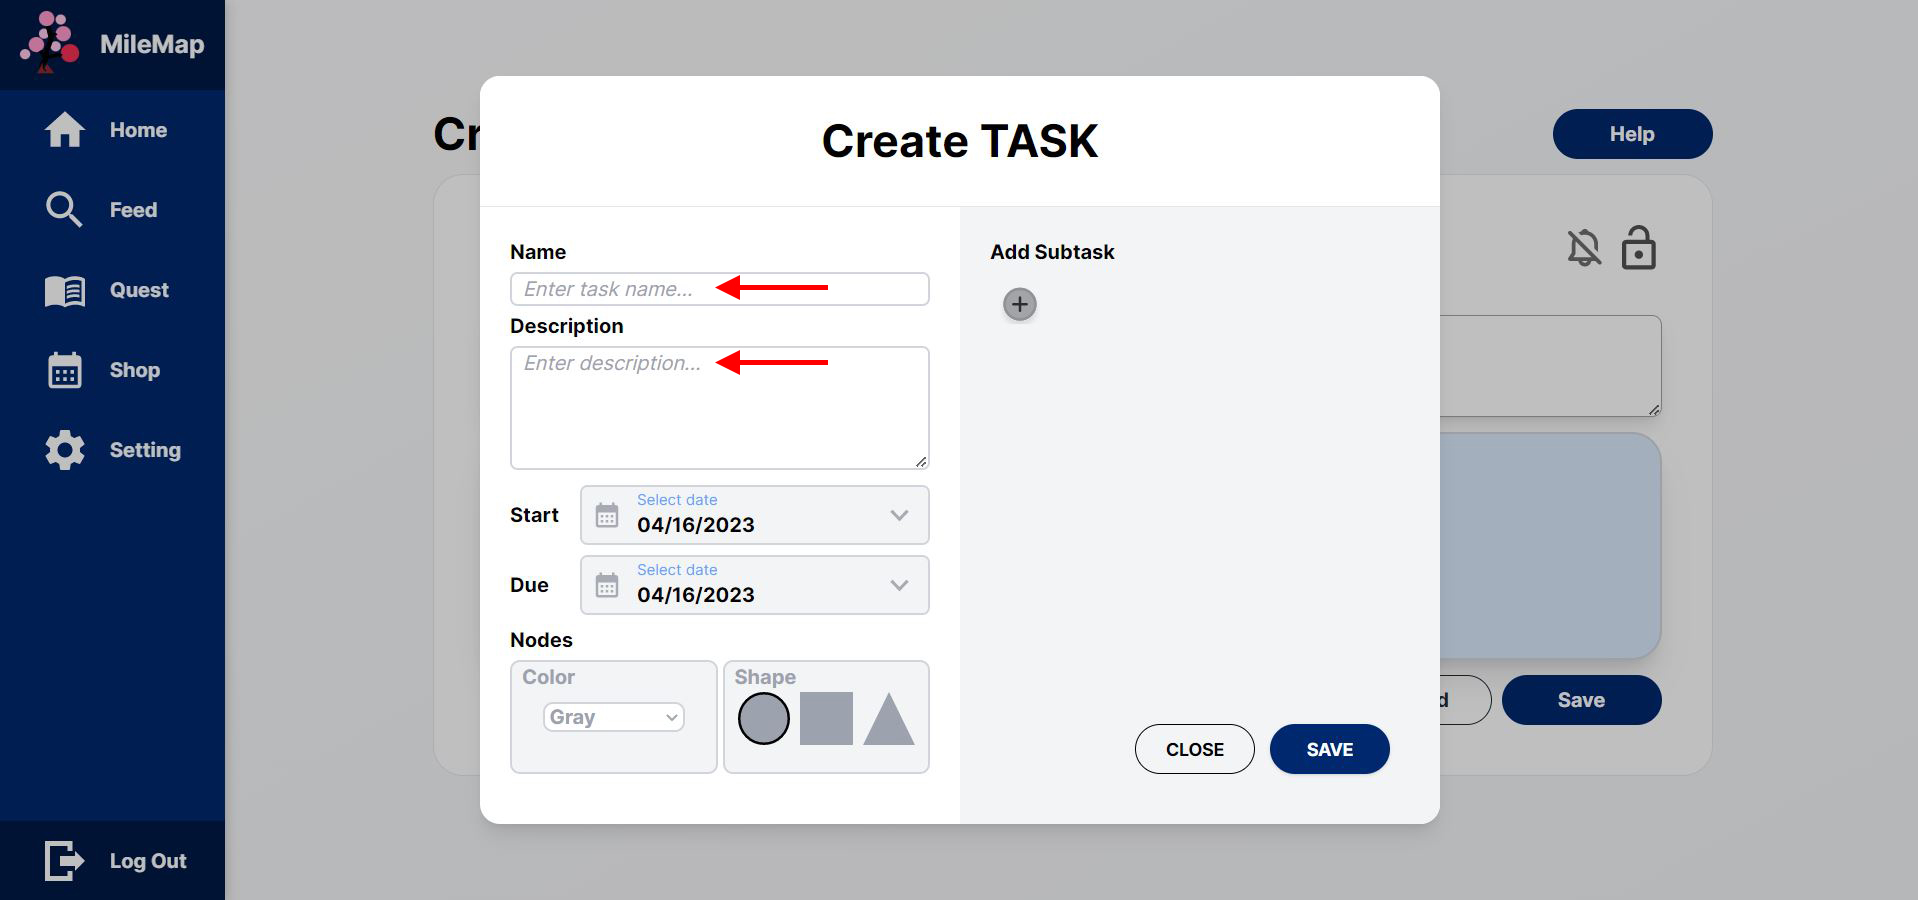 MileMap
Home
Feed
Quest
Shop
Setting
Log Out
Cr
Help
Create TASK
Name
Enter task name...
Description
Enter description...
Start
Select date
04/16/2023
Due
Select date
04/16/2023
Nodes
Color
Gray
Shape
Add Subtask
CLOSE
SAVE
d
Save